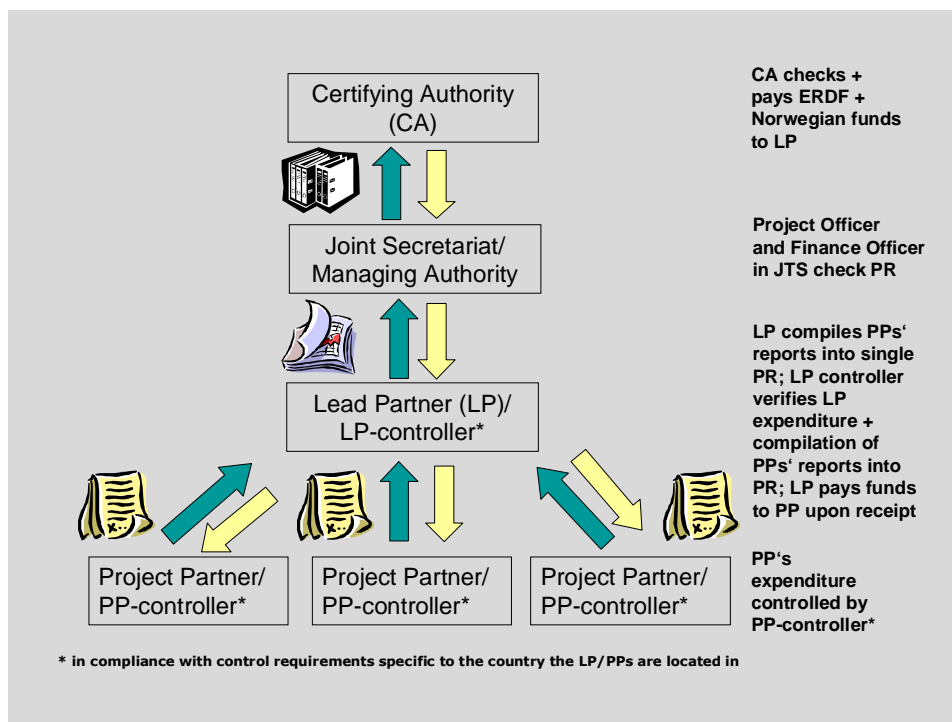 Certifying Authority
(CA)
CA checks +
pays ERDF +
Norwegian funds
to LP
Joint Secretariat/
Managing Authority
Project Officer
and Finance Officer
in JTS check PR
Lead Partner (LP)/
LP-controller*
LP compiles PPs‘
reports into single
PR; LP controller
verifies LP
expenditure +
compilation of
PPs‘ reports into
PR; LP pays funds
to PP upon receipt
Project Partner/
PP-controller*
Project Partner/
PP-controller*
Project Partner/
PP-controller*
PP‘s
expenditure
controlled by
PP-controller*
* in compliance with control requirements specific to the country the LP/PPs are located in